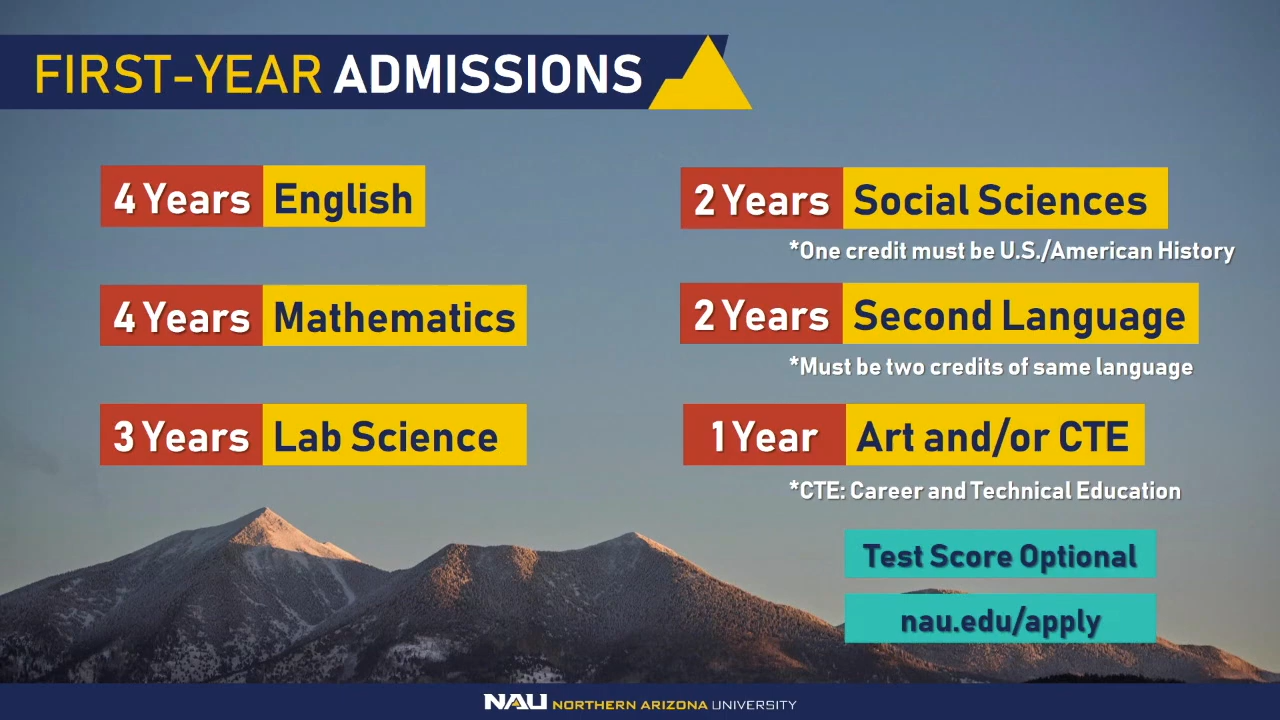 FIRST-YEAR ADMISSIONS
4 Years English
4 Years Mathematics
3 Years Lab Science
2 Years Social Sciences
*One credit must be U.S./American History
2 Years Second Language
*Must be two credits of same language
1 Year Art and/or CTE
*CTE: Career and Technical Education
Test Score Optional
nau.edu/apply
NAU NORTHERN ARIZONA UNIVERSITY